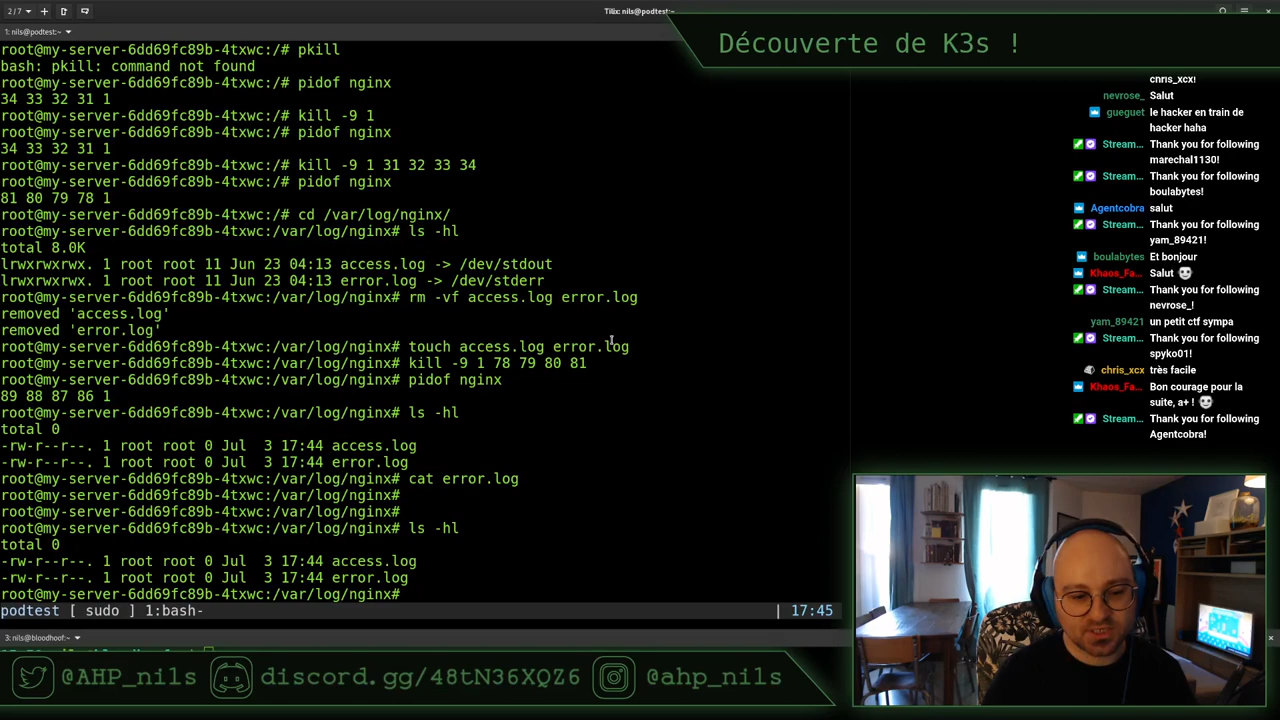 2/7
Tilix: nils@podtest:~
1: nils@podtest:~
Découverte de K3s !
root@my-server-6dd69fc89b-4txwc:/# pkill
bash: pkill: command not found
root@my-server-6dd69fc89b-4txwc:/# pidof nginx
34 33 32 31 1
root@my-server-6dd69fc89b-4txwc:/# kill -9 1
root@my-server-6dd69fc89b-4txwc:/# pidof nginx
34 33 32 31 1
root@my-server-6dd69fc89b-4txwc:/# kill -9 1 31 32 33 34
root@my-server-6dd69fc89b-4txwc:/# pidof nginx
81 80 79 78 1
root@my-server-6dd69fc89b-4txwc:/# cd /var/log/nginx/
root@my-server-6dd69fc89b-4txwc:/var/log/nginx# ls -hl
total 8.0K
lrwxrwxrwx. 1 root root 11 Jun 23 04:13 access.log -> /dev/stdout
lrwxrwxrwx. 1 root root 11 Jun 23 04:13 error.log -> /dev/stderr
root@my-server-6dd69fc89b-4txwc:/var/log/nginx# rm -vf access.log error.log
removed 'access.log'
removed 'error.log'
root@my-server-6dd69fc89b-4txwc:/var/log/nginx# touch access.log error.log
root@my-server-6dd69fc89b-4txwc:/var/log/nginx# kill -9 1 78 79 80 81
root@my-server-6dd69fc89b-4txwc:/var/log/nginx# pidof nginx
89 88 87 86 1
root@my-server-6dd69fc89b-4txwc:/var/log/nginx# ls -hl
total 0
-rw-r--r--. 1 root root 0 Jul  3 17:44 access.log
-rw-r--r--. 1 root root 0 Jul  3 17:44 error.log
root@my-server-6dd69fc89b-4txwc:/var/log/nginx# cat error.log
root@my-server-6dd69fc89b-4txwc:/var/log/nginx#
root@my-server-6dd69fc89b-4txwc:/var/log/nginx#
root@my-server-6dd69fc89b-4txwc:/var/log/nginx# ls -hl
total 0
-rw-r--r--. 1 root root 0 Jul  3 17:44 access.log
-rw-r--r--. 1 root root 0 Jul  3 17:44 error.log
root@my-server-6dd69fc89b-4txwc:/var/log/nginx#
podtest [ sudo ] 1:bash- | 17:45
3: nils@bloodhoof:~
chris_xcx!
nevrose_ Salut
gueguet le hacker en train de
hacker haha
Stream... Thank you for following
marechal1130!
Stream... Thank you for following
boulabytes!
Agentcobra salut
Stream... Thank you for following
yam_89421!
boulabytes Et bonjour
Khaos_Fa... Salut
Stream... Thank you for following
nevrose_!
yam_89421 un petit ctf sympa
Stream... Thank you for following
spyko01!
chris_xcx très facile
Khaos_Fa... Bon courage pour la
suite, a+ !
Stream... Thank you for following
Agentcobra!
@AHP_nils discord.gg/48tN36XQZ6 @ahp_nils